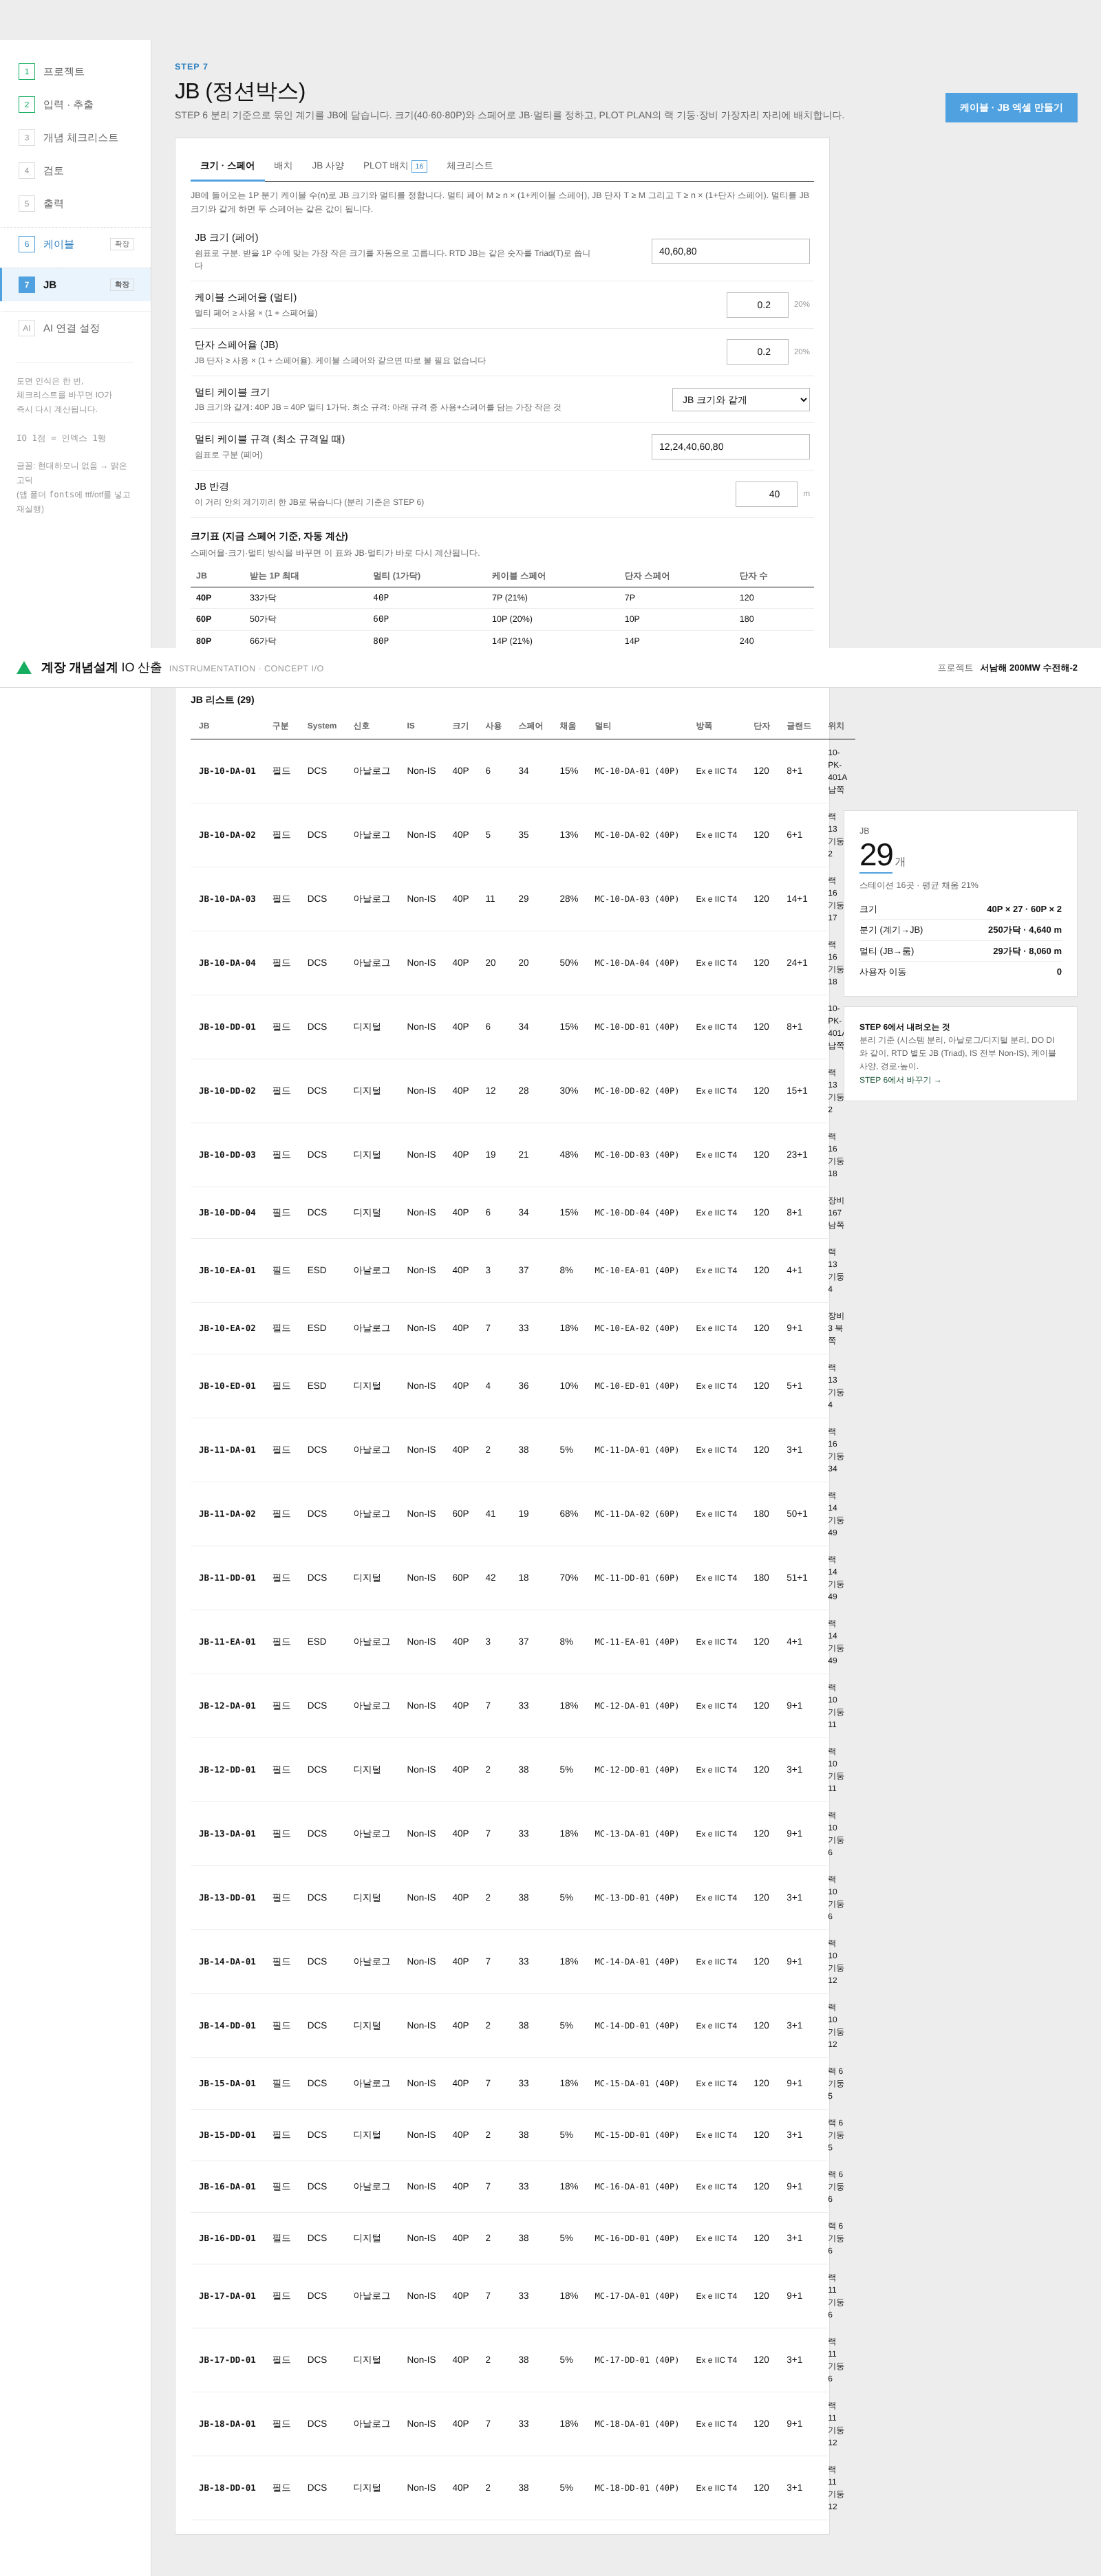 1 프로젝트
2 입력 · 추출
3 개념 체크리스트
4 검토
5 출력
6 케이블 확장
7 JB 확장
AI AI 연결 설정
도면 인식은 한 번,
체크리스트를 바꾸면 IO가
즉시 다시 계산됩니다.
IO 1점 = 인덱스 1행
글꼴: 현대하모니 없음 → 맑은
고딕
(앱 폴더 fonts에 ttf/otf를 넣고
재실행)
STEP 7
JB (정션박스)
STEP 6 분리 기준으로 묶인 계기를 JB에 담습니다. 크기(40·60·80P)와 스페어로 JB·멀티를 정하고, PLOT PLAN의 랙 기둥·장비 가장자리 자리에 배치합니다.
케이블 · JB 엑셀 만들기
크기 · 스페어 배치 JB 사양 PLOT 배치 16 체크리스트
JB에 들어오는 1P 분기 케이블 수(n)로 JB 크기와 멀티를 정합니다. 멀티 페어 M ≥ n × (1+케이블 스페어), JB 단자 T ≥ M 그리고 T ≥ n × (1+단자 스페어). 멀티를 JB
크기와 같게 하면 두 스페어는 같은 값이 됩니다.
JB 크기 (페어)
쉼표로 구분. 받을 1P 수에 맞는 가장 작은 크기를 자동으로 고릅니다. RTD JB는 같은 숫자를 Triad(T)로 씁니
다
40,60,80
케이블 스페어율 (멀티)
멀티 페어 ≥ 사용 × (1 + 스페어율)
0.2 20%
단자 스페어율 (JB)
JB 단자 ≥ 사용 × (1 + 스페어율). 케이블 스페어와 같으면 따로 볼 필요 없습니다
0.2 20%
멀티 케이블 크기
JB 크기와 같게: 40P JB = 40P 멀티 1가닥. 최소 규격: 아래 규격 중 사용+스페어를 담는 가장 작은 것
JB 크기와 같게
멀티 케이블 규격 (최소 규격일 때)
쉼표로 구분 (페어)
12,24,40,60,80
JB 반경
이 거리 안의 계기끼리 한 JB로 묶습니다 (분리 기준은 STEP 6)
40 m
크기표 (지금 스페어 기준, 자동 계산)
스페어율·크기·멀티 방식을 바꾸면 이 표와 JB·멀티가 바로 다시 계산됩니다.
JB 받는 1P 최대 멀티 (1가닥) 케이블 스페어 단자 스페어 단자 수
40P 33가닥 40P 7P (21%) 7P 120
60P 50가닥 60P 10P (20%) 10P 180
80P 66가닥 80P 14P (21%) 14P 240
계장 개념설계 IO 산출 INSTRUMENTATION · CONCEPT I/O
프로젝트 서남해 200MW 수전해-2
JB 리스트 (29)
JB 구분 System 신호 IS 크기 사용 스페어 채움 멀티 방폭 단자 글랜드 위치
JB-10-DA-01 필드 DCS 아날로그 Non-IS 40P 6 34 15% MC-10-DA-01 (40P) Ex e IIC T4 120 8+1 10-PK-401A 남쪽
JB-10-DA-02 필드 DCS 아날로그 Non-IS 40P 5 35 13% MC-10-DA-02 (40P) Ex e IIC T4 120 6+1 랙 13 기둥 2
JB-10-DA-03 필드 DCS 아날로그 Non-IS 40P 11 29 28% MC-10-DA-03 (40P) Ex e IIC T4 120 14+1 랙 16 기둥 17
JB-10-DA-04 필드 DCS 아날로그 Non-IS 40P 20 20 50% MC-10-DA-04 (40P) Ex e IIC T4 120 24+1 랙 16 기둥 18
JB-10-DD-01 필드 DCS 디지털 Non-IS 40P 6 34 15% MC-10-DD-01 (40P) Ex e IIC T4 120 8+1 10-PK-401A 남쪽
JB-10-DD-02 필드 DCS 디지털 Non-IS 40P 12 28 30% MC-10-DD-02 (40P) Ex e IIC T4 120 15+1 랙 13 기둥 2
JB-10-DD-03 필드 DCS 디지털 Non-IS 40P 19 21 48% MC-10-DD-03 (40P) Ex e IIC T4 120 23+1 랙 16 기둥 18
JB-10-DD-04 필드 DCS 디지털 Non-IS 40P 6 34 15% MC-10-DD-04 (40P) Ex e IIC T4 120 8+1 장비 167 남쪽
JB-10-EA-01 필드 ESD 아날로그 Non-IS 40P 3 37 8% MC-10-EA-01 (40P) Ex e IIC T4 120 4+1 랙 13 기둥 4
JB-10-EA-02 필드 ESD 아날로그 Non-IS 40P 7 33 18% MC-10-EA-02 (40P) Ex e IIC T4 120 9+1 장비 3 북쪽
JB-10-ED-01 필드 ESD 디지털 Non-IS 40P 4 36 10% MC-10-ED-01 (40P) Ex e IIC T4 120 5+1 랙 13 기둥 4
JB-11-DA-01 필드 DCS 아날로그 Non-IS 40P 2 38 5% MC-11-DA-01 (40P) Ex e IIC T4 120 3+1 랙 16 기둥 34
JB-11-DA-02 필드 DCS 아날로그 Non-IS 60P 41 19 68% MC-11-DA-02 (60P) Ex e IIC T4 180 50+1 랙 14 기둥 49
JB-11-DD-01 필드 DCS 디지털 Non-IS 60P 42 18 70% MC-11-DD-01 (60P) Ex e IIC T4 180 51+1 랙 14 기둥 49
JB-11-EA-01 필드 ESD 아날로그 Non-IS 40P 3 37 8% MC-11-EA-01 (40P) Ex e IIC T4 120 4+1 랙 14 기둥 49
JB-12-DA-01 필드 DCS 아날로그 Non-IS 40P 7 33 18% MC-12-DA-01 (40P) Ex e IIC T4 120 9+1 랙 10 기둥 11
JB-12-DD-01 필드 DCS 디지털 Non-IS 40P 2 38 5% MC-12-DD-01 (40P) Ex e IIC T4 120 3+1 랙 10 기둥 11
JB-13-DA-01 필드 DCS 아날로그 Non-IS 40P 7 33 18% MC-13-DA-01 (40P) Ex e IIC T4 120 9+1 랙 10 기둥 6
JB-13-DD-01 필드 DCS 디지털 Non-IS 40P 2 38 5% MC-13-DD-01 (40P) Ex e IIC T4 120 3+1 랙 10 기둥 6
JB-14-DA-01 필드 DCS 아날로그 Non-IS 40P 7 33 18% MC-14-DA-01 (40P) Ex e IIC T4 120 9+1 랙 10 기둥 12
JB-14-DD-01 필드 DCS 디지털 Non-IS 40P 2 38 5% MC-14-DD-01 (40P) Ex e IIC T4 120 3+1 랙 10 기둥 12
JB-15-DA-01 필드 DCS 아날로그 Non-IS 40P 7 33 18% MC-15-DA-01 (40P) Ex e IIC T4 120 9+1 랙 6 기둥 5
JB-15-DD-01 필드 DCS 디지털 Non-IS 40P 2 38 5% MC-15-DD-01 (40P) Ex e IIC T4 120 3+1 랙 6 기둥 5
JB-16-DA-01 필드 DCS 아날로그 Non-IS 40P 7 33 18% MC-16-DA-01 (40P) Ex e IIC T4 120 9+1 랙 6 기둥 6
JB-16-DD-01 필드 DCS 디지털 Non-IS 40P 2 38 5% MC-16-DD-01 (40P) Ex e IIC T4 120 3+1 랙 6 기둥 6
JB-17-DA-01 필드 DCS 아날로그 Non-IS 40P 7 33 18% MC-17-DA-01 (40P) Ex e IIC T4 120 9+1 랙 11 기둥 6
JB-17-DD-01 필드 DCS 디지털 Non-IS 40P 2 38 5% MC-17-DD-01 (40P) Ex e IIC T4 120 3+1 랙 11 기둥 6
JB-18-DA-01 필드 DCS 아날로그 Non-IS 40P 7 33 18% MC-18-DA-01 (40P) Ex e IIC T4 120 9+1 랙 11 기둥 12
JB-18-DD-01 필드 DCS 디지털 Non-IS 40P 2 38 5% MC-18-DD-01 (40P) Ex e IIC T4 120 3+1 랙 11 기둥 12
JB
29 개
스테이션 16곳 · 평균 채움 21%
크기 40P × 27 · 60P × 2
분기 (계기→JB) 250가닥 · 4,640 m
멀티 (JB→룸) 29가닥 · 8,060 m
사용자 이동 0
STEP 6에서 내려오는 것
분리 기준 (시스템 분리, 아날로그/디지털 분리, DO DI
와 같이, RTD 별도 JB (Triad), IS 전부 Non-IS), 케이블
사양, 경로·높이.
STEP 6에서 바꾸기 →